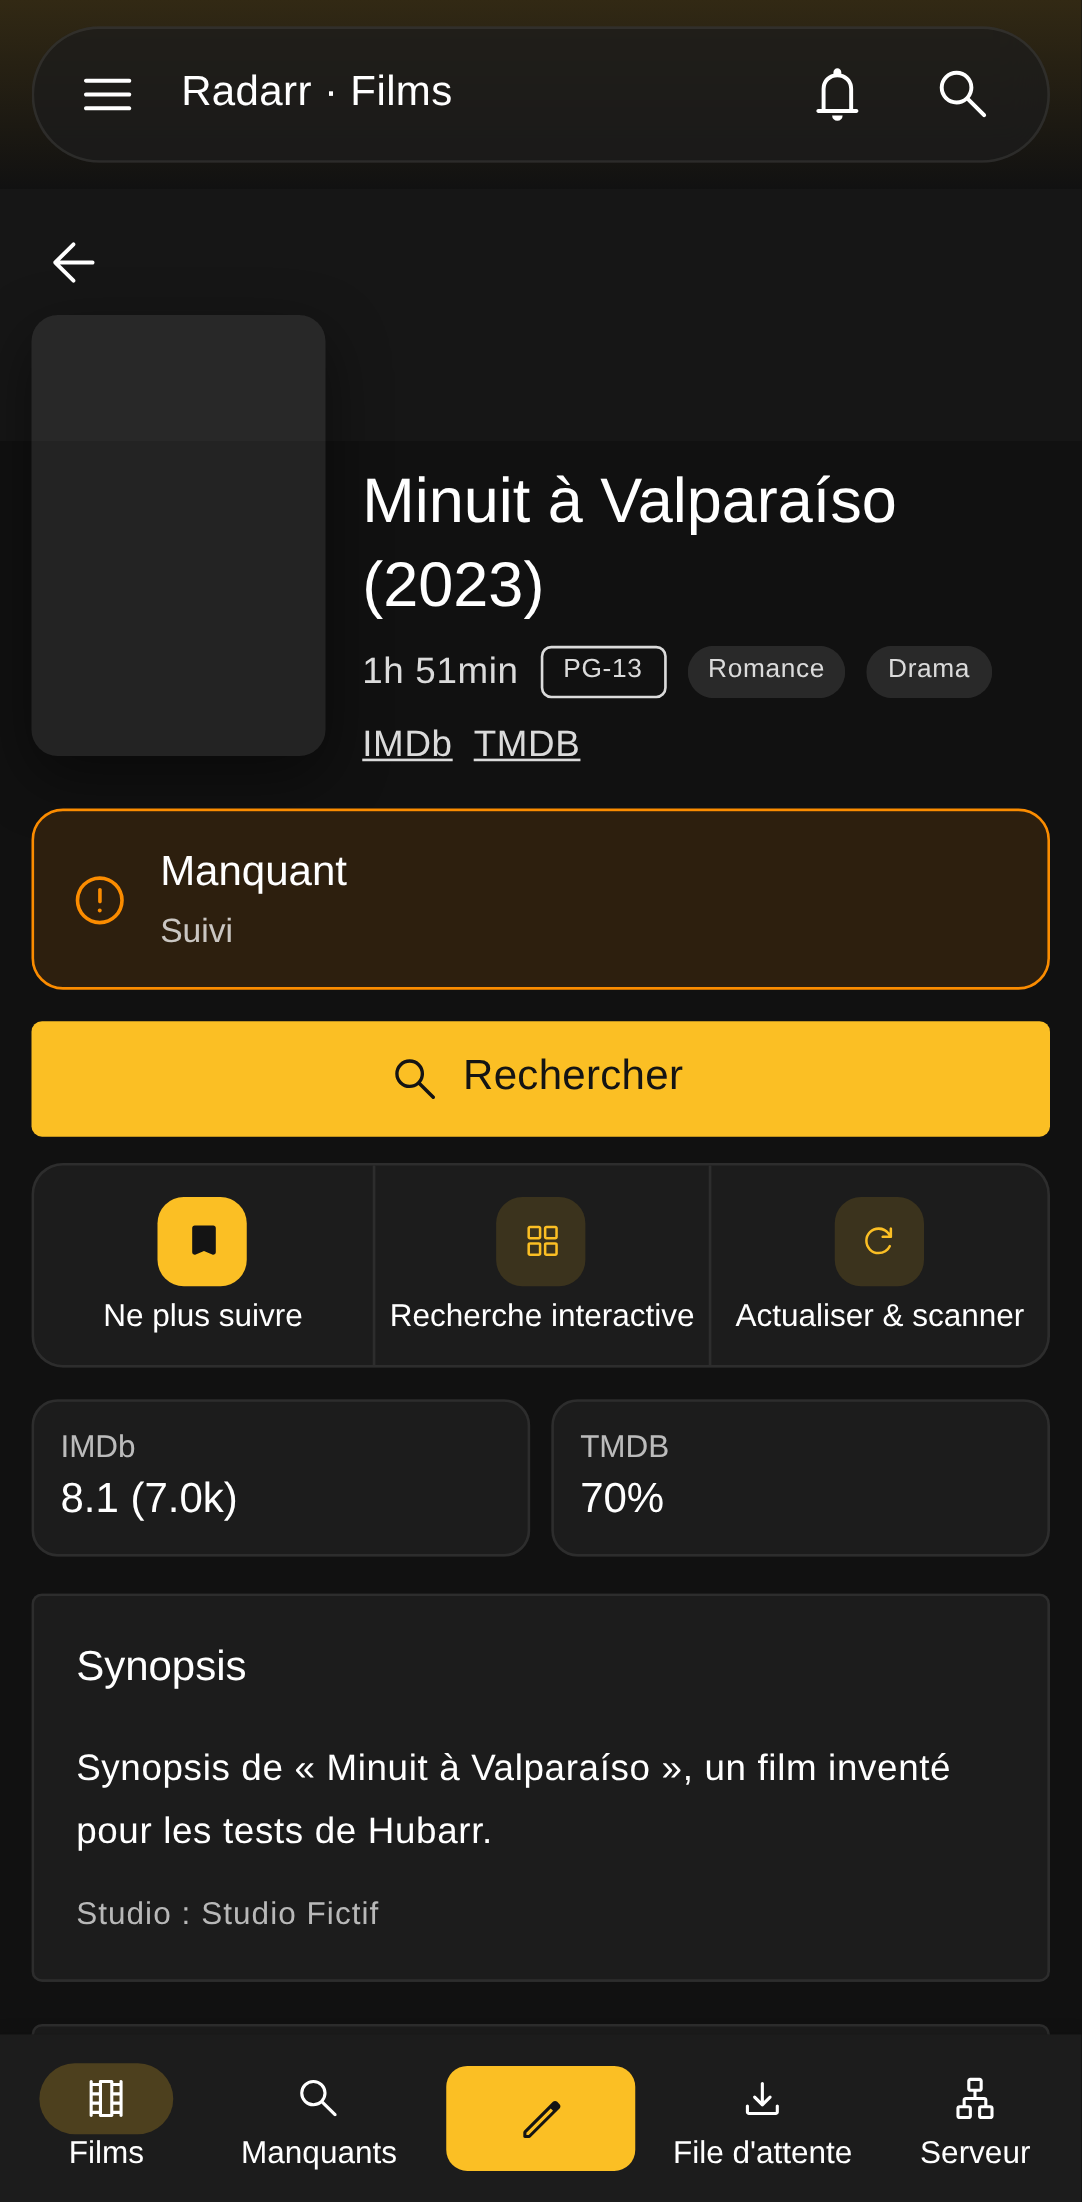 Radarr · Films
Minuit à Valparaíso
(2023)
1h 51min PG-13 Romance Drama
IMDb TMDB
Manquant
Suivi
Rechercher
Ne plus suivre Recherche interactive Actualiser & scanner
IMDb TMDB
8.1 (7.0k) 70%
Synopsis
Synopsis de « Minuit à Valparaíso », un film inventé
pour les tests de Hubarr.
Studio : Studio Fictif
Films Manquants File d'attente Serveur